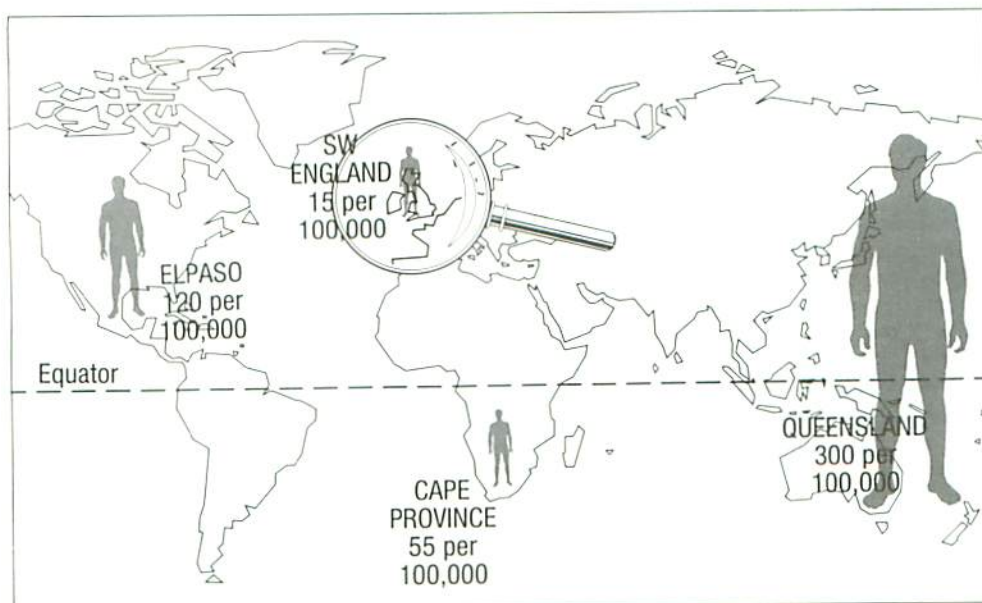 SW
ENGLAND
15 per
100,000
ELPASO
120 per
100,000
Equator
QUEENSLAND
300 per
100,000
CAPE
PROVINCE
55 per
100,000